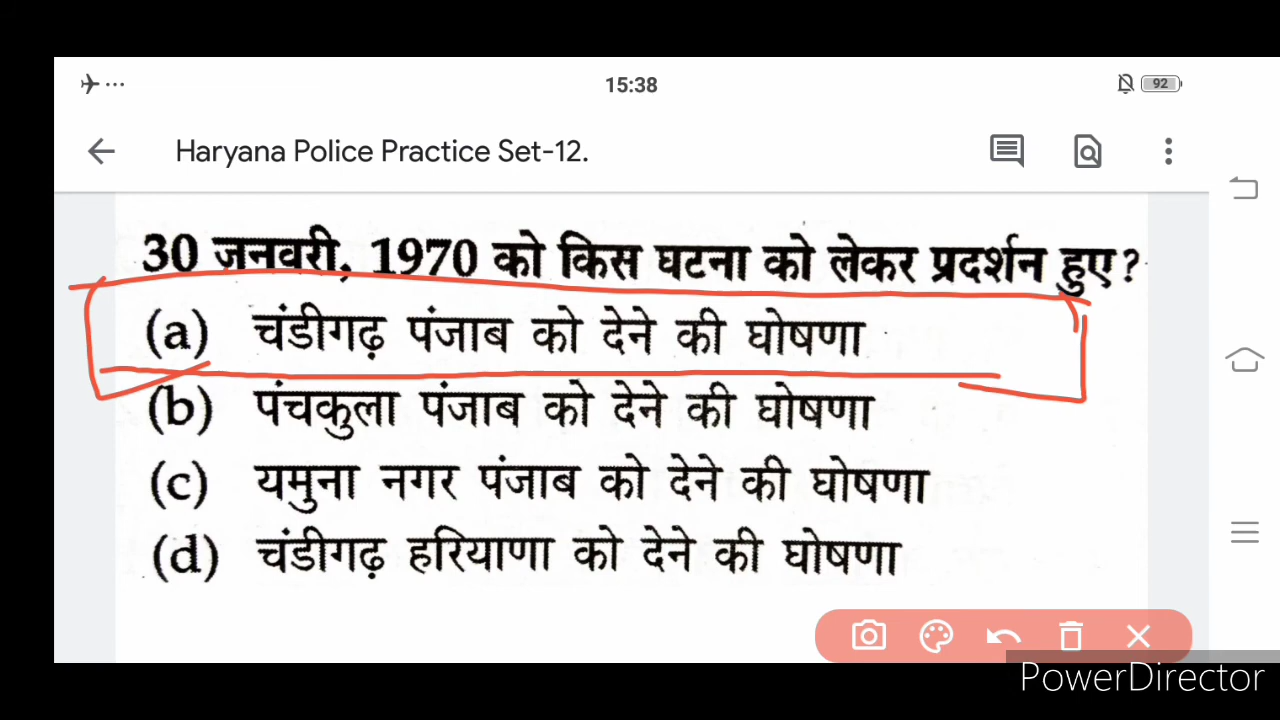 15:38
92
Haryana Police Practice Set-12.
30 जनवरी, 1970 को किस घटना को लेकर प्रदर्शन हुए?
(a) चंडीगढ़ पंजाब को देने की घोषणा
(b) पंचकुला पंजाब को देने की घोषणा
(c) यमुना नगर पंजाब को देने की घोषणा
(d) चंडीगढ़ हरियाणा को देने की घोषणा
PowerDirector